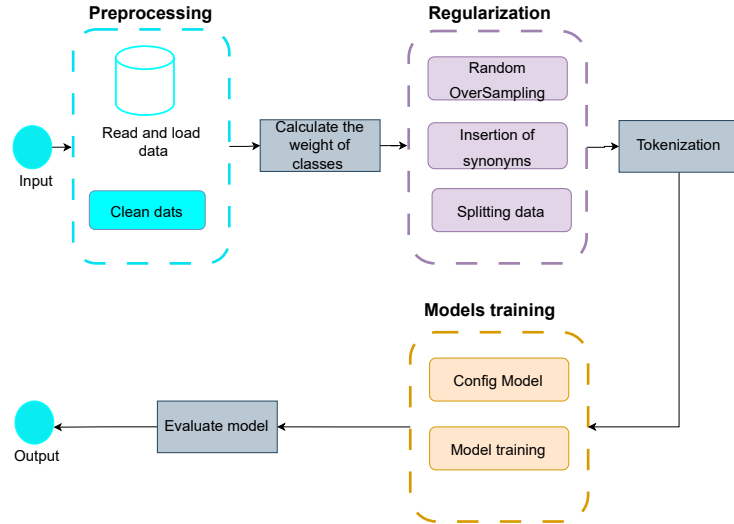 Preprocessing
Regularization
Read and load
data
Clean dats
Input
Calculate the
weight of
classes
Random
OverSampling
Insertion of
synonyms
Splitting data
Tokenization
Models training
Config Model
Model training
Evaluate model
Output